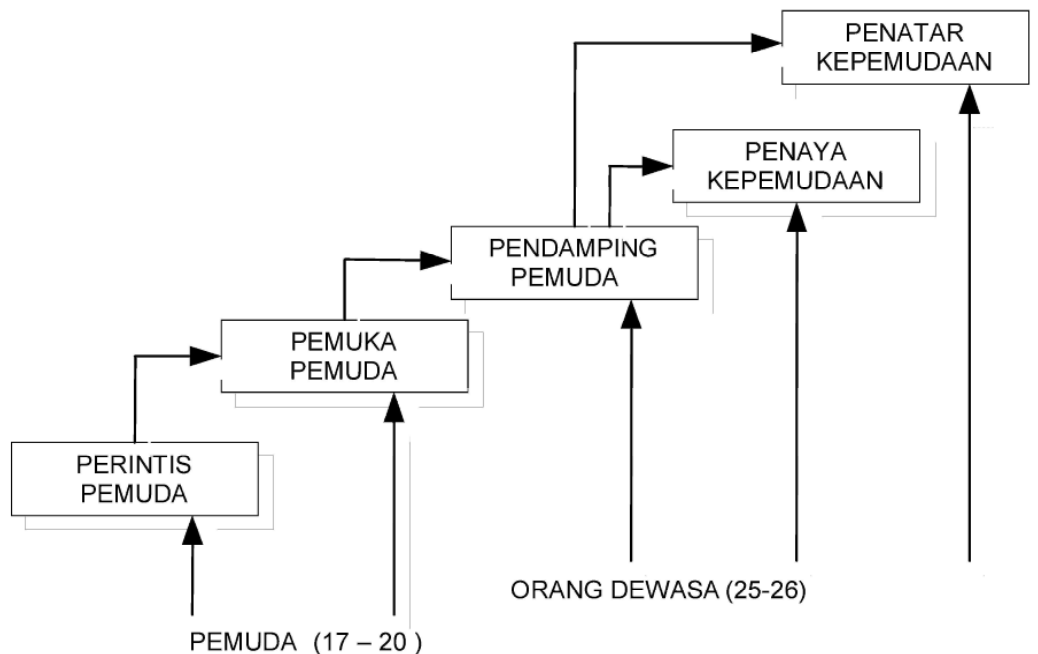 PENATAR
KEPEMUDAAN
PENAYA
KEPEMUDAAN
PENDAMPING
PEMUDA
PEMUKA
PEMUDA
PERINTIS
PEMUDA
ORANG DEWASA (25-26)
PEMUDA (17 – 20 )